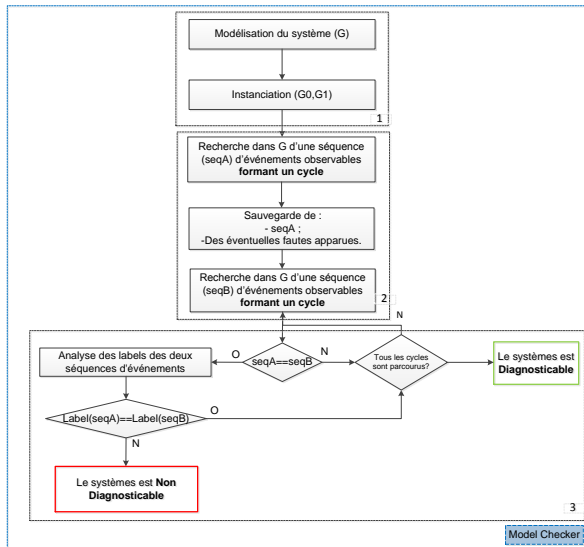 Modélisation du système (G)
Instanciation (G0,G1)
1
Recherche dans G d'une séquence
(seqA) d'événements observables
formant un cycle
Sauvegarde de :
- seqA ;
-Des éventuelles fautes apparues.
Recherche dans G d'une séquence
(seqB) d'événements observables
formant un cycle
2
N
Analyse des labels des deux
séquences d'événements
O
seqA==seqB
N
Tous les cycles
sont parcourus?
Le systèmes est
Diagnosticable
Label(seqA)==Label(seqB)
O
N
Le systèmes est Non
Diagnosticable
3
Model Checker